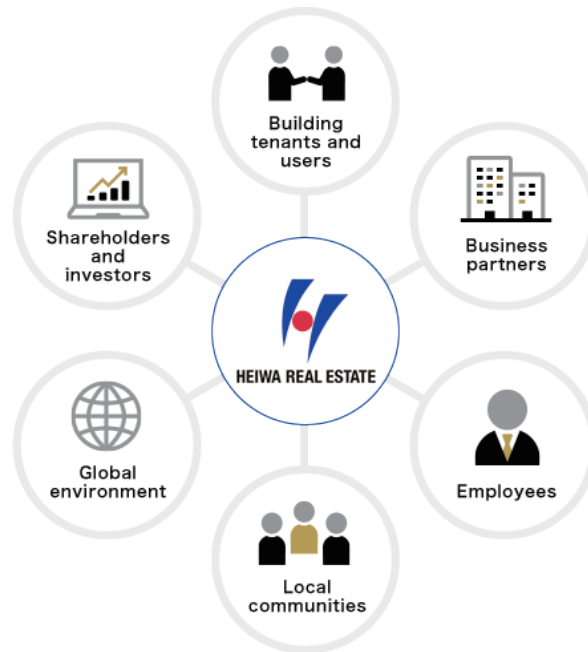 Building
tenants and
users
Shareholders
and
investors
Business
partners
HEIWA REAL ESTATE
Global
environment
Employees
Local
communities